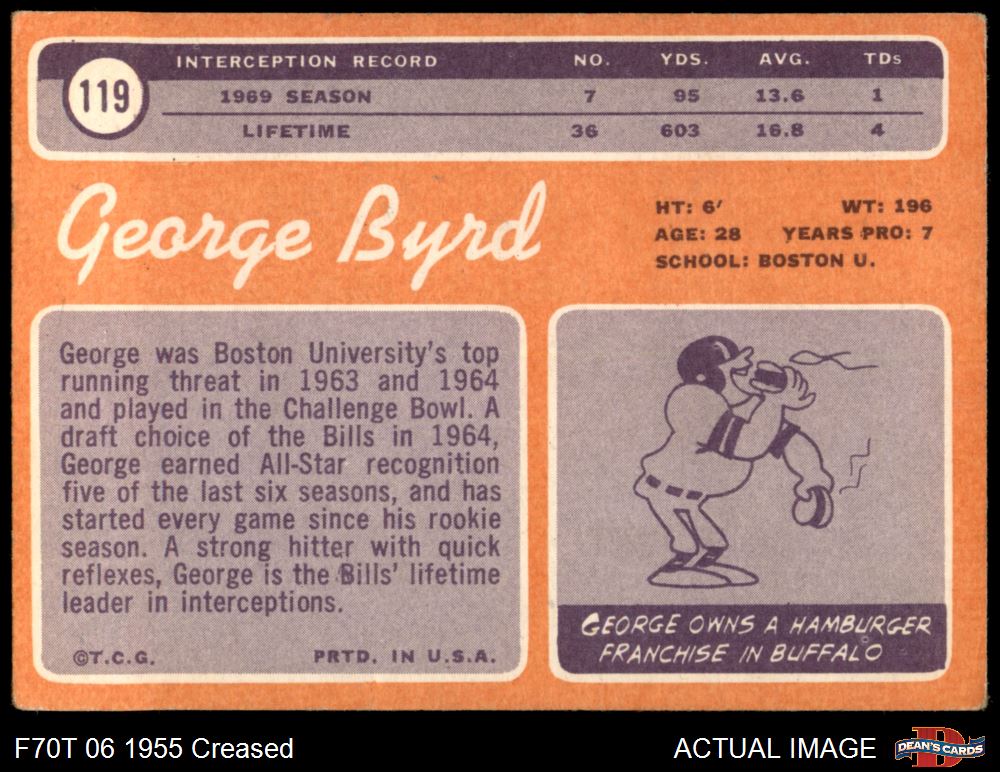 119
INTERCEPTION RECORD NO. YDS. AVG. TDs
1969 SEASON 7 95 13.6 1
LIFETIME 36 603 16.8 4
George Byrd
HT: 6′ WT: 196
AGE: 28 YEARS PRO: 7
SCHOOL: BOSTON U.
George was Boston University's top
running threat in 1963 and 1964
and played in the Challenge Bowl. A
draft choice of the Bills in 1964,
George earned All-Star recognition
five of the last six seasons, and has
started every game since his rookie
season. A strong hitter with quick
reflexes, George is the Bills' lifetime
leader in interceptions.
©T.C.G. PRTD. IN U.S.A.
GEORGE OWNS A HAMBURGER
FRANCHISE IN BUFFALO
F70T 06 1955 Creased
ACTUAL IMAGE
DEAN'S CARDS